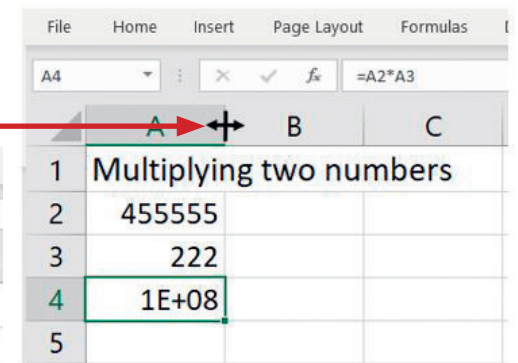 File Home Insert Page Layout Formulas
A4 fx =A2*A3
A B C
1 Multiplying two numbers
2 455555
3 222
4 1E+08
5